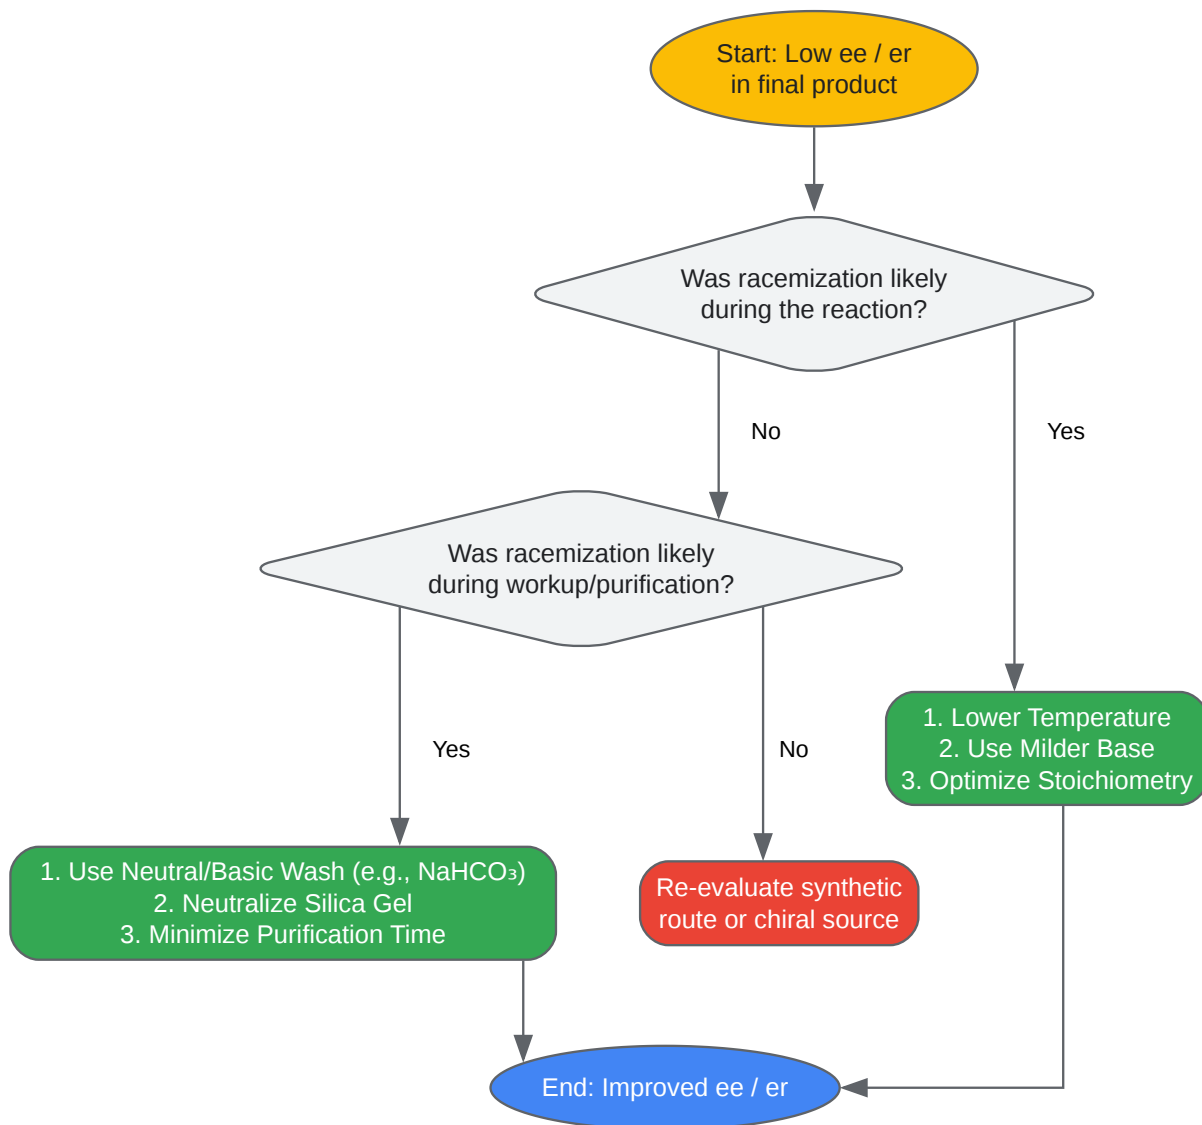 Start: Low ee / er
in final product
Was racemization likely
during the reaction?
No
Yes
Was racemization likely
during workup/purification?
Yes
No
1. Lower Temperature
2. Use Milder Base
3. Optimize Stoichiometry
1. Use Neutral/Basic Wash (e.g., NaHCO₃)
2. Neutralize Silica Gel
3. Minimize Purification Time
Re-evaluate synthetic
route or chiral source
End: Improved ee / er